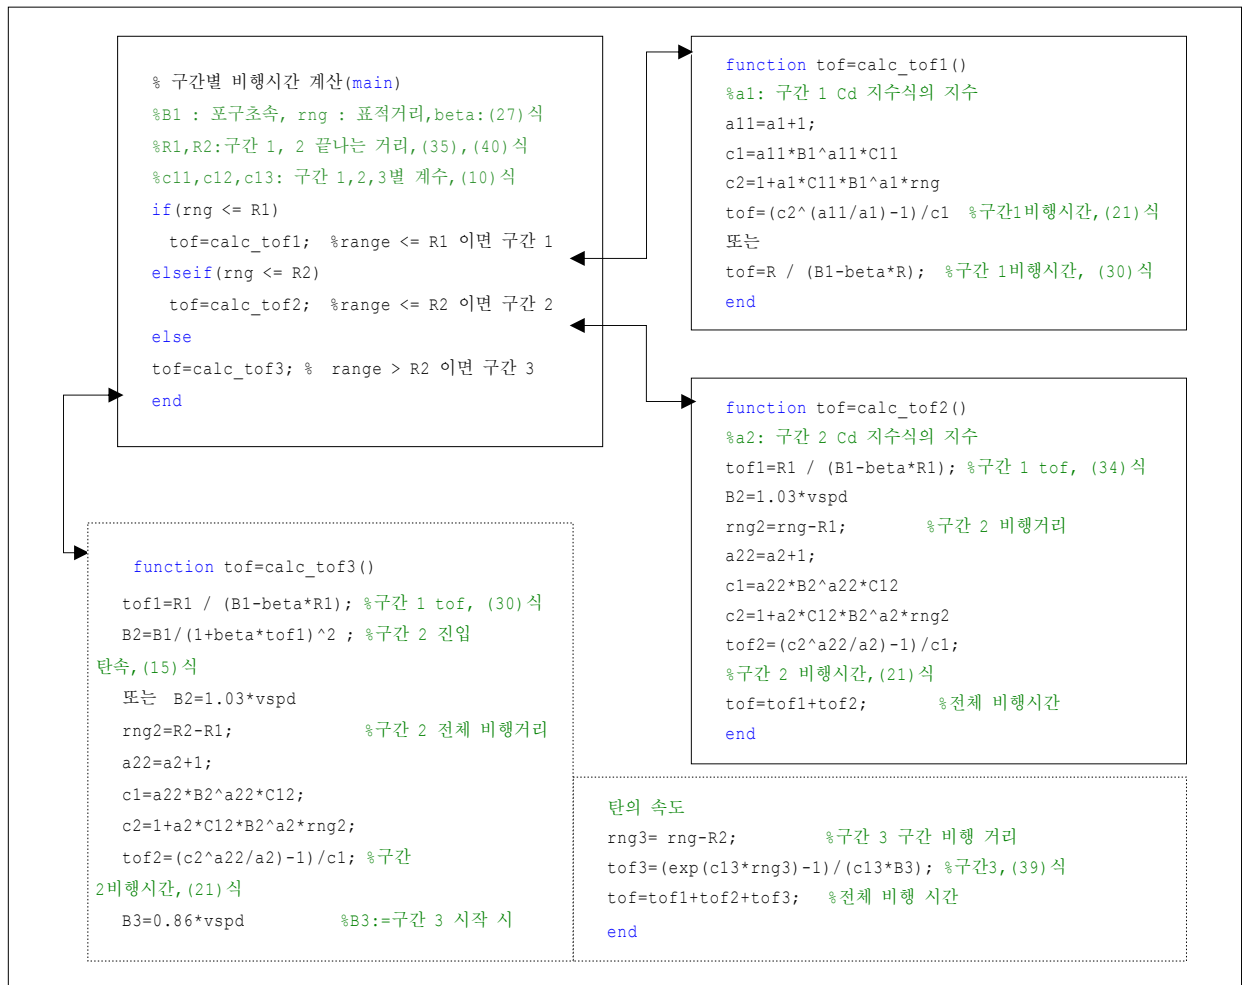 % 구간별 비행시간 계산(main)
%B1 : 포구초속, rng : 표적거리,beta:(27)식
%R1,R2:구간 1, 2 끝나는 거리,(35),(40)식
%c11,c12,c13: 구간 1,2,3별 계수,(10)식
if(rng <= R1)
tof=calc_tof1; %range <= R1 이면 구간 1
elseif(rng <= R2)
tof=calc_tof2; %range <= R2 이면 구간 2
else
tof=calc_tof3; % range > R2 이면 구간 3
end
function tof=calc_tof1()
%a1: 구간 1 Cd 지수식의 지수
a11=a1+1;
c1=a11*B1^a11*C11
c2=1+a1*C11*B1^a1*rng
tof=(c2^(a11/a1)-1)/c1 %구간1비행시간,(21)식
또는
tof=R / (B1-beta*R); %구간 1비행시간, (30)식
end
function tof=calc_tof2()
%a2: 구간 2 Cd 지수식의 지수
tof1=R1 / (B1-beta*R1); %구간 1 tof, (34)식
B2=1.03*vspd
rng2=rng-R1; %구간 2 비행거리
a22=a2+1;
c1=a22*B2^a22*C12
c2=1+a2*C12*B2^a2*rng2
tof2=(c2^a22/a2)-1)/c1;
%구간 2 비행시간,(21)식
tof=tof1+tof2; %전체 비행시간
end
function tof=calc_tof3()
tof1=R1 / (B1-beta*R1); %구간 1 tof, (30)식
B2=B1/(1+beta*tof1)^2 ; %구간 2 진입
탄속,(15)식
또는 B2=1.03*vspd
rng2=R2-R1; %구간 2 전체 비행거리
a22=a2+1;
c1=a22*B2^a22*C12;
c2=1+a2*C12*B2^a2*rng2;
tof2=(c2^a22/a2)-1)/c1; %구간
2비행시간,(21)식
B3=0.86*vspd %B3:=구간 3 시작 시
탄의 속도
rng3= rng-R2; %구간 3 구간 비행 거리
tof3=(exp(c13*rng3)-1)/(c13*B3); %구간3,(39)식
tof=tof1+tof2+tof3; %전체 비행 시간
end